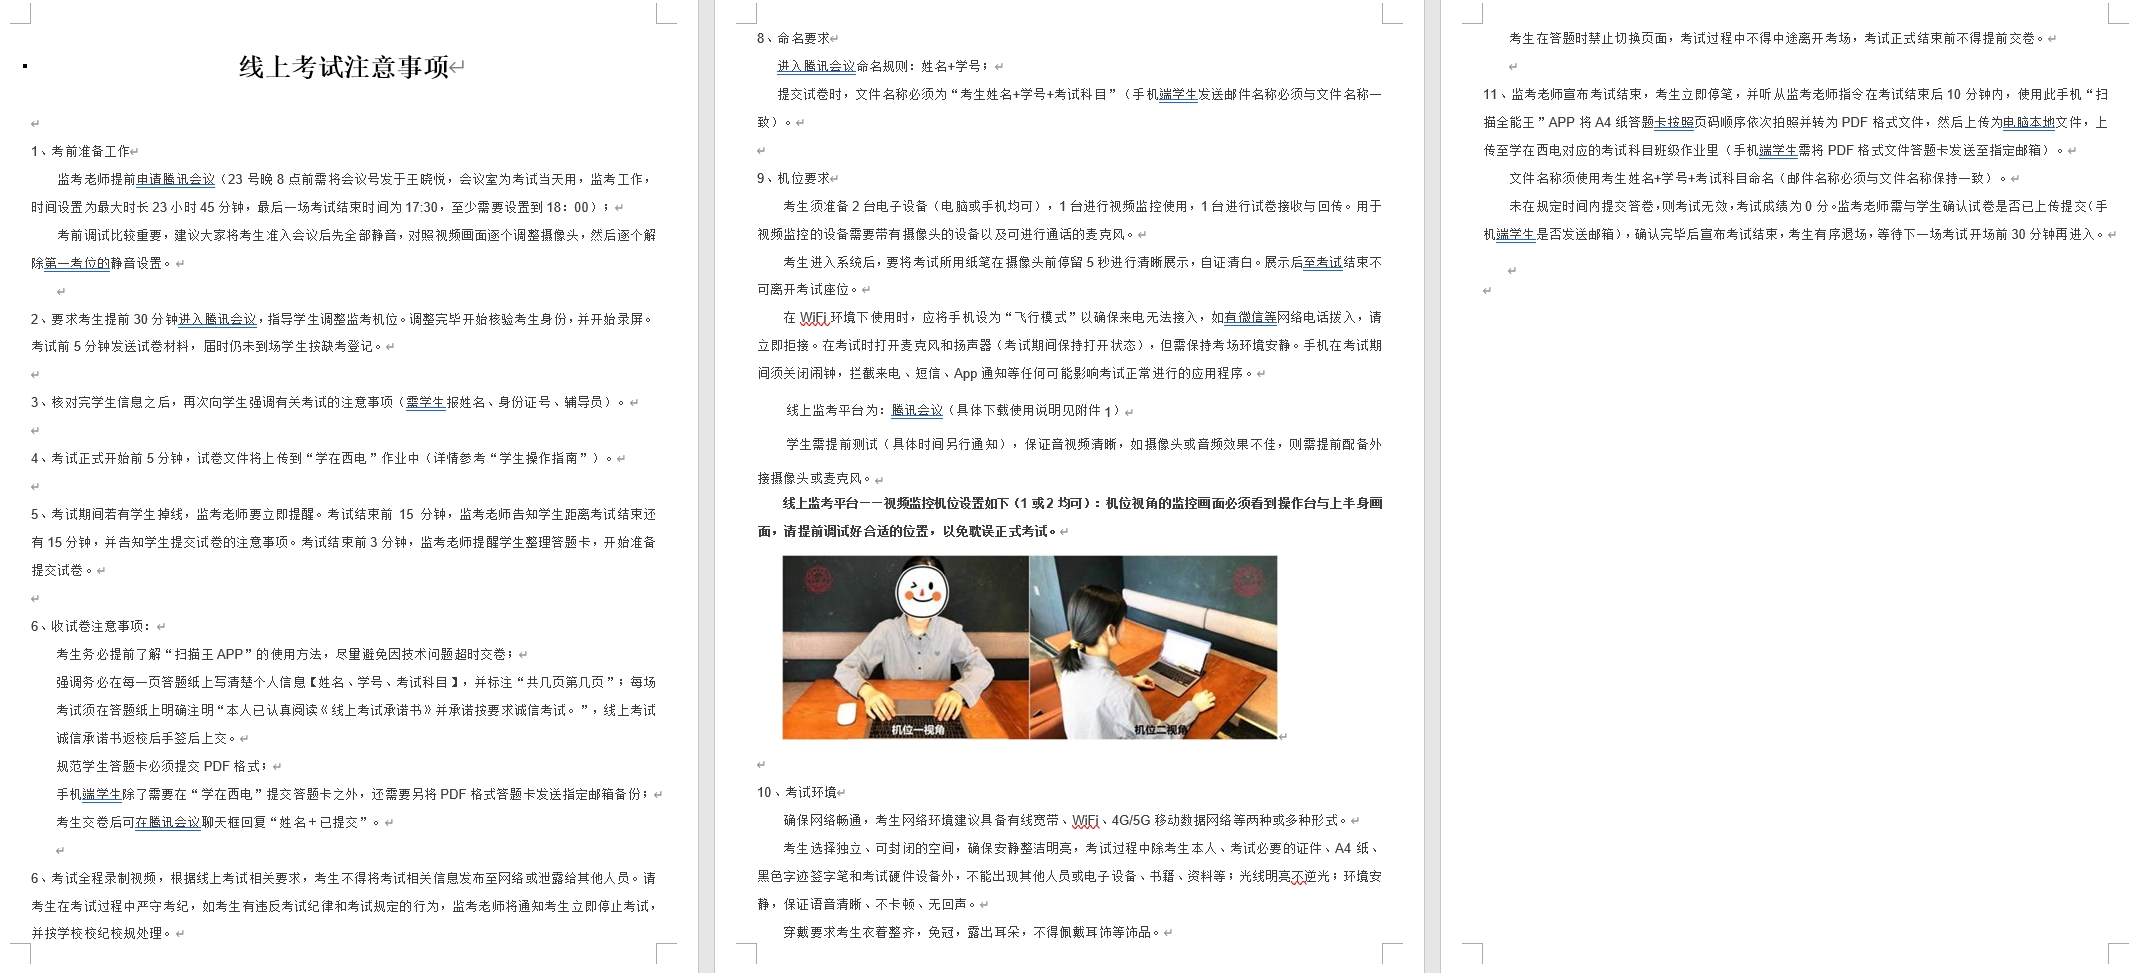 线上考试注意事项
1、考前准备工作
监考老师提前申请腾讯会议（23 号晚 8 点前需将会议号发于王晓悦，会议室为考试当天用，监考工作，
时间设置为最大时长 23 小时 45 分钟，最后一场考试结束时间为 17:30，至少需要设置到 18：00）；
考前调试比较重要，建议大家将考生准入会议后先全部静音，对照视频画面逐个调整摄像头，然后逐个解
除第一考位的静音设置。
2、要求考生提前 30 分钟进入腾讯会议，指导学生调整监考机位。调整完毕开始核验考生身份，并开始录屏。
考试前 5 分钟发送试卷材料，届时仍未到场学生按缺考登记。
3、核对完学生信息之后，再次向学生强调有关考试的注意事项（需学生报姓名、身份证号、辅导员）。
4、考试正式开始前 5 分钟，试卷文件将上传到“学在西电”作业中（详情参考“学生操作指南”）。
5、考试期间若有学生掉线，监考老师要立即提醒。考试结束前 15 分钟，监考老师告知学生距离考试结束还
有 15 分钟，并告知学生提交试卷的注意事项。考试结束前 3 分钟，监考老师提醒学生整理答题卡，开始准备
提交试卷。
6、收试卷注意事项：
考生务必提前了解“扫描王 APP”的使用方法，尽量避免因技术问题超时交卷；
强调务必在每一页答题纸上写清楚个人信息【姓名、学号、考试科目】，并标注“共几页第几页”；每场
考试须在答题纸上明确注明“本人已认真阅读《线上考试承诺书》并承诺按要求诚信考试。”，线上考试
诚信承诺书返校后手签后上交。
规范学生答题卡必须提交 PDF 格式；
手机端学生除了需要在“学在西电”提交答题卡之外，还需要另将 PDF 格式答题卡发送指定邮箱备份；
考生交卷后可在腾讯会议聊天框回复“姓名＋已提交”。
6、考试全程录制视频，根据线上考试相关要求，考生不得将考试相关信息发布至网络或泄露给其他人员。请
考生在考试过程中严守考纪，如考生有违反考试纪律和考试规定的行为，监考老师将通知考生立即停止考试，
并按学校校纪校规处理。
8、命名要求
进入腾讯会议命名规则：姓名+学号；
提交试卷时，文件名称必须为“考生姓名+学号+考试科目”（手机端学生发送邮件名称必须与文件名称一
致）。
9、机位要求
考生须准备 2 台电子设备（电脑或手机均可），1 台进行视频监控使用，1 台进行试卷接收与回传。用于
视频监控的设备需要带有摄像头的设备以及可进行通话的麦克风。
考生进入系统后，要将考试所用纸笔在摄像头前停留 5 秒进行清晰展示，自证清白。展示后至考试结束不
可离开考试座位。
在 WiFi 环境下使用时，应将手机设为“飞行模式”以确保来电无法接入，如有微信等网络电话拨入，请
立即拒接。在考试时打开麦克风和扬声器（考试期间保持打开状态），但需保持考场环境安静。手机在考试期
间须关闭闹钟，拦截来电、短信、App 通知等任何可能影响考试正常进行的应用程序。
线上监考平台为：腾讯会议（具体下载使用说明见附件 1）
学生需提前测试（具体时间另行通知），保证音视频清晰，如摄像头或音频效果不佳，则需提前配备外
接摄像头或麦克风。
线上监考平台——视频监控机位设置如下（1 或 2 均可）：机位视角的监控画面必须看到操作台与上半身画
面，请提前调试好合适的位置，以免耽误正式考试。
机位一视角
机位二视角
10、考试环境
确保网络畅通，考生网络环境建议具备有线宽带、WiFi、4G/5G 移动数据网络等两种或多种形式。
考生选择独立、可封闭的空间，确保安静整洁明亮，考试过程中除考生本人、考试必要的证件、A4 纸、
黑色字迹签字笔和考试硬件设备外，不能出现其他人员或电子设备、书籍、资料等；光线明亮不逆光；环境安
静，保证语音清晰、不卡顿、无回声。
穿戴要求考生衣着整齐，免冠，露出耳朵，不得佩戴耳饰等饰品。
考生在答题时禁止切换页面，考试过程中不得中途离开考场，考试正式结束前不得提前交卷。
11、监考老师宣布考试结束，考生立即停笔，并听从监考老师指令在考试结束后 10 分钟内，使用此手机“扫
描全能王”APP 将 A4 纸答题卡按照页码顺序依次拍照并转为 PDF 格式文件，然后上传为电脑本地文件，上
传至学在西电对应的考试科目班级作业里（手机端学生需将 PDF 格式文件答题卡发送至指定邮箱）。
文件名称须使用考生姓名+学号+考试科目命名（邮件名称必须与文件名称保持一致）。
未在规定时间内提交答卷，则考试无效，考试成绩为 0 分。监考老师需与学生确认试卷是否已上传提交（手
机端学生是否发送邮箱），确认完毕后宣布考试结束，考生有序退场，等待下一场考试开场前 30 分钟再进入。